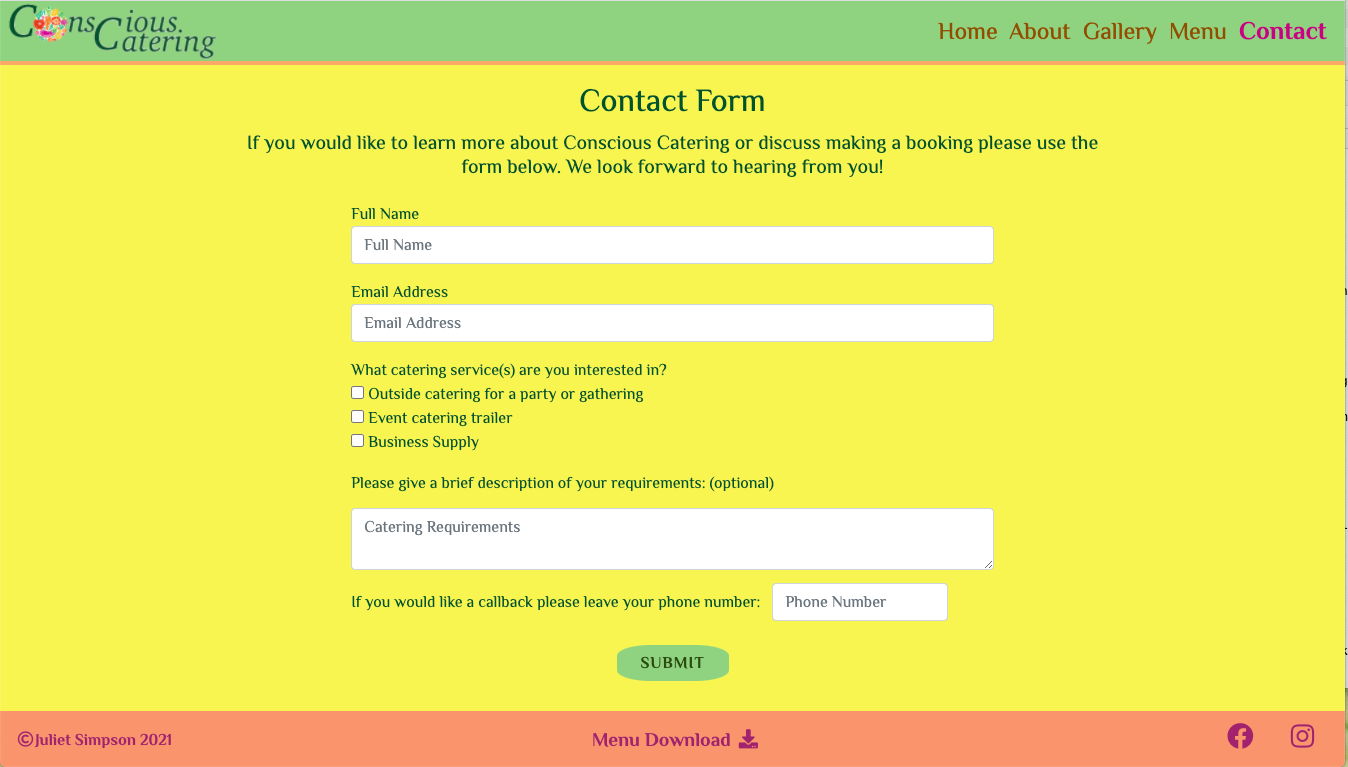 Conscious Catering
Home About Gallery Menu Contact
Contact Form
If you would like to learn more about Conscious Catering or discuss making a booking please use the
form below. We look forward to hearing from you!
Full Name
Full Name
Email Address
Email Address
What catering service(s) are you interested in?
Outside catering for a party or gathering
Event catering trailer
Business Supply
Please give a brief description of your requirements: (optional)
Catering Requirements
If you would like a callback please leave your phone number: Phone Number
SUBMIT
©Juliet Simpson 2021 Menu Download